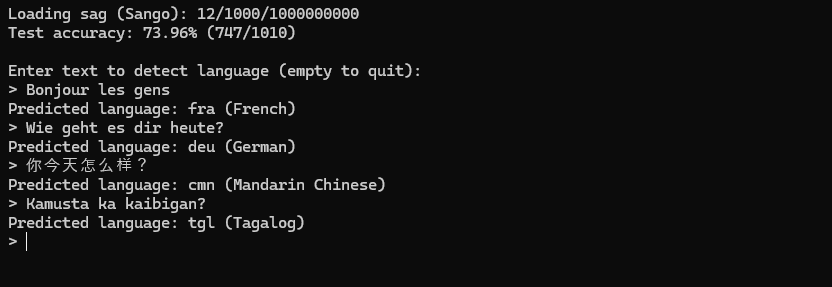 Loading sag (Sango): 12/1000/1000000000
Test accuracy: 73.96% (747/1010)
Enter text to detect language (empty to quit):
> Bonjour les gens
Predicted language: fra (French)
> Wie geht es dir heute?
Predicted language: deu (German)
> 你今天怎么样？
Predicted language: cmn (Mandarin Chinese)
> Kamusta ka kaibigan?
Predicted language: tgl (Tagalog)
>